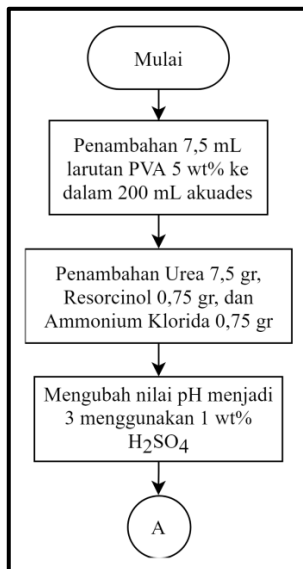 Mulai
Penambahan 7,5 mL
larutan PVA 5 wt% ke
dalam 200 mL akuades
Penambahan Urea 7,5 gr,
Resorcinol 0,75 gr, dan
Ammonium Klorida 0,75 gr
Mengubah nilai pH menjadi
3 menggunakan 1 wt%
H₂SO₄
A